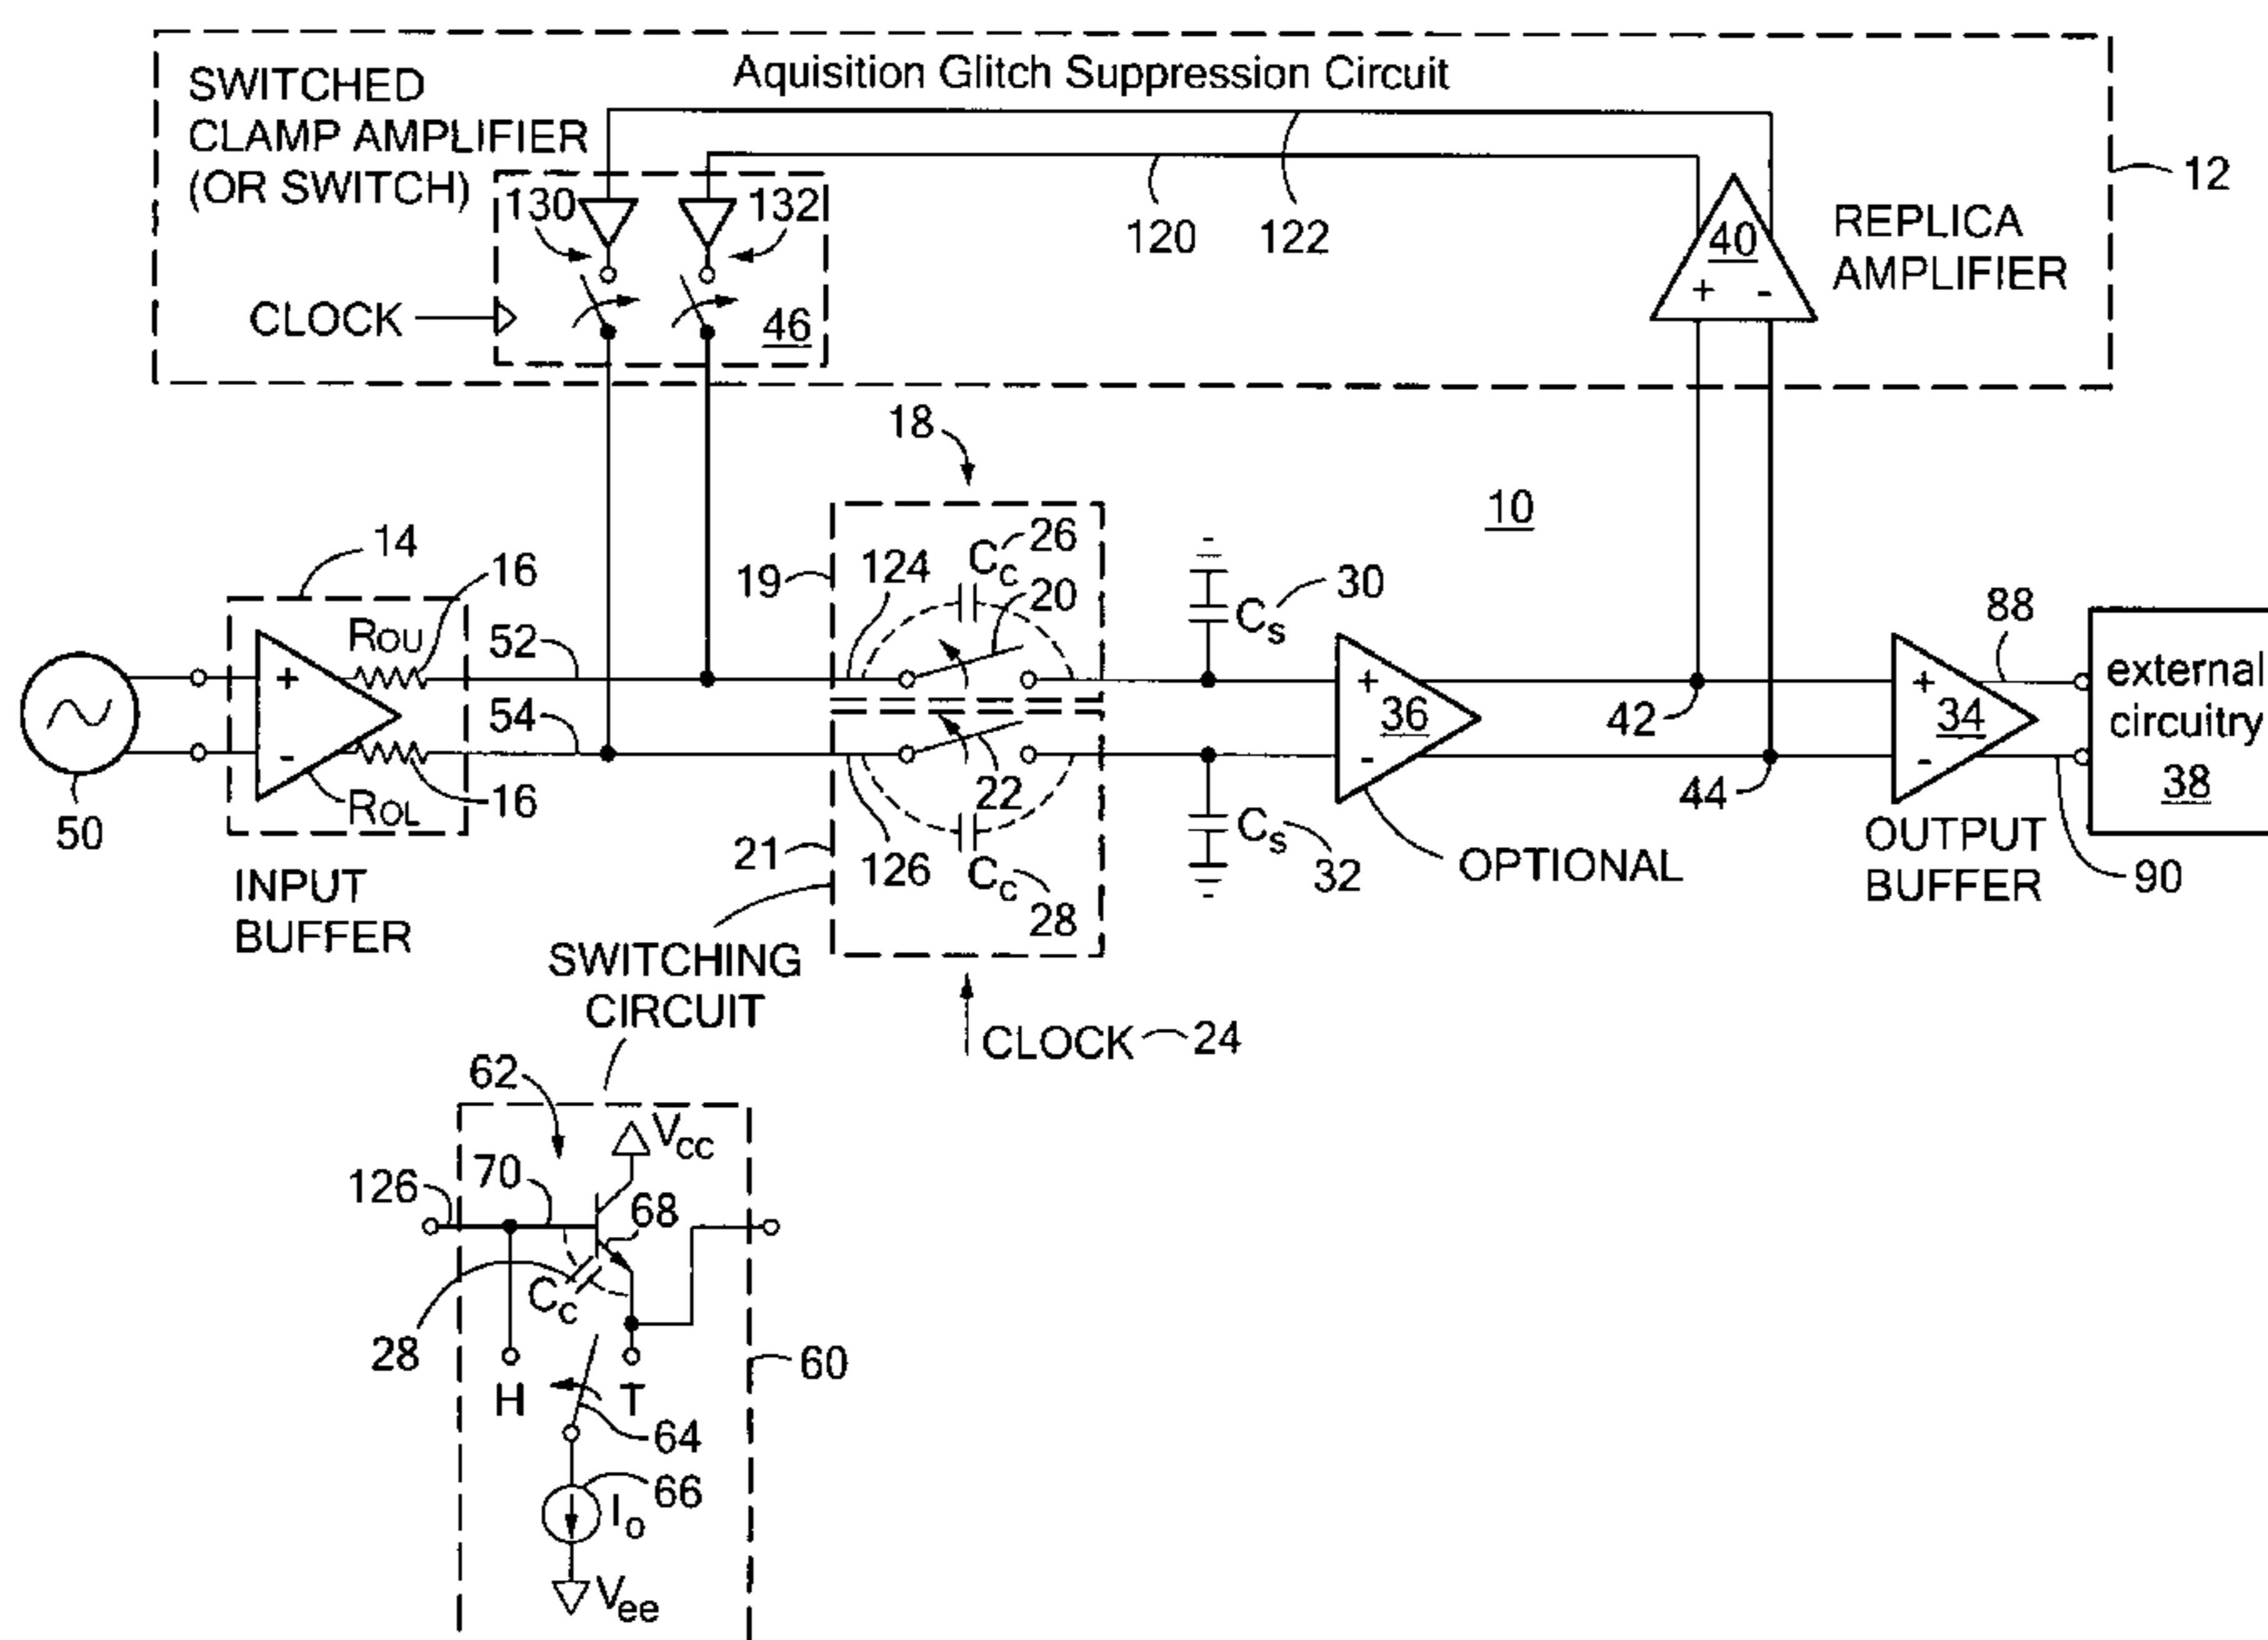 Aquisition Glitch Suppression Circuit
SWITCHED
CLAMP AMPLIFIER
(OR SWITCH)
130
132
CLOCK
46
120
122
40
+ -
REPLICA
AMPLIFIER
12
18
10
14
16
ROU
+
-
ROL
16
50
INPUT
BUFFER
52
54
19
124
Cc
26
20
22
21
126
Cc
28
SWITCHING
CIRCUIT
CLOCK
24
Cs
30
Cs
32
+
36
-
OPTIONAL
42
44
+
34
-
OUTPUT
BUFFER
88
90
external
circuitry
38
62
Vcc
126
70
68
Cc
28
H
T
60
64
66
Io
Vee